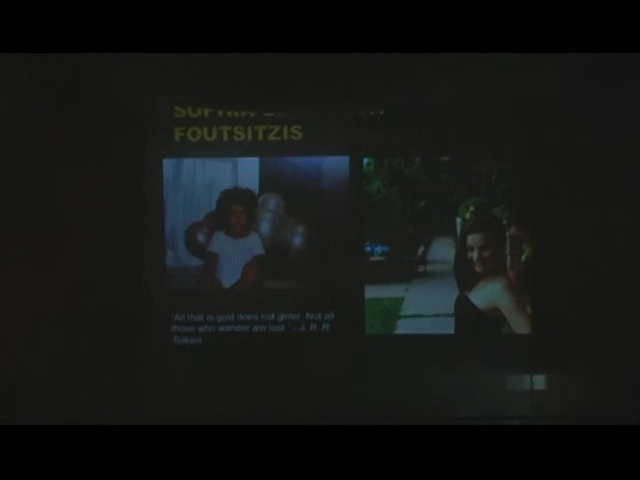 FOUTSITZIS
"All that is gold does not glitter. Not all
those who wander are lost." - J. R. R.
Tolkien